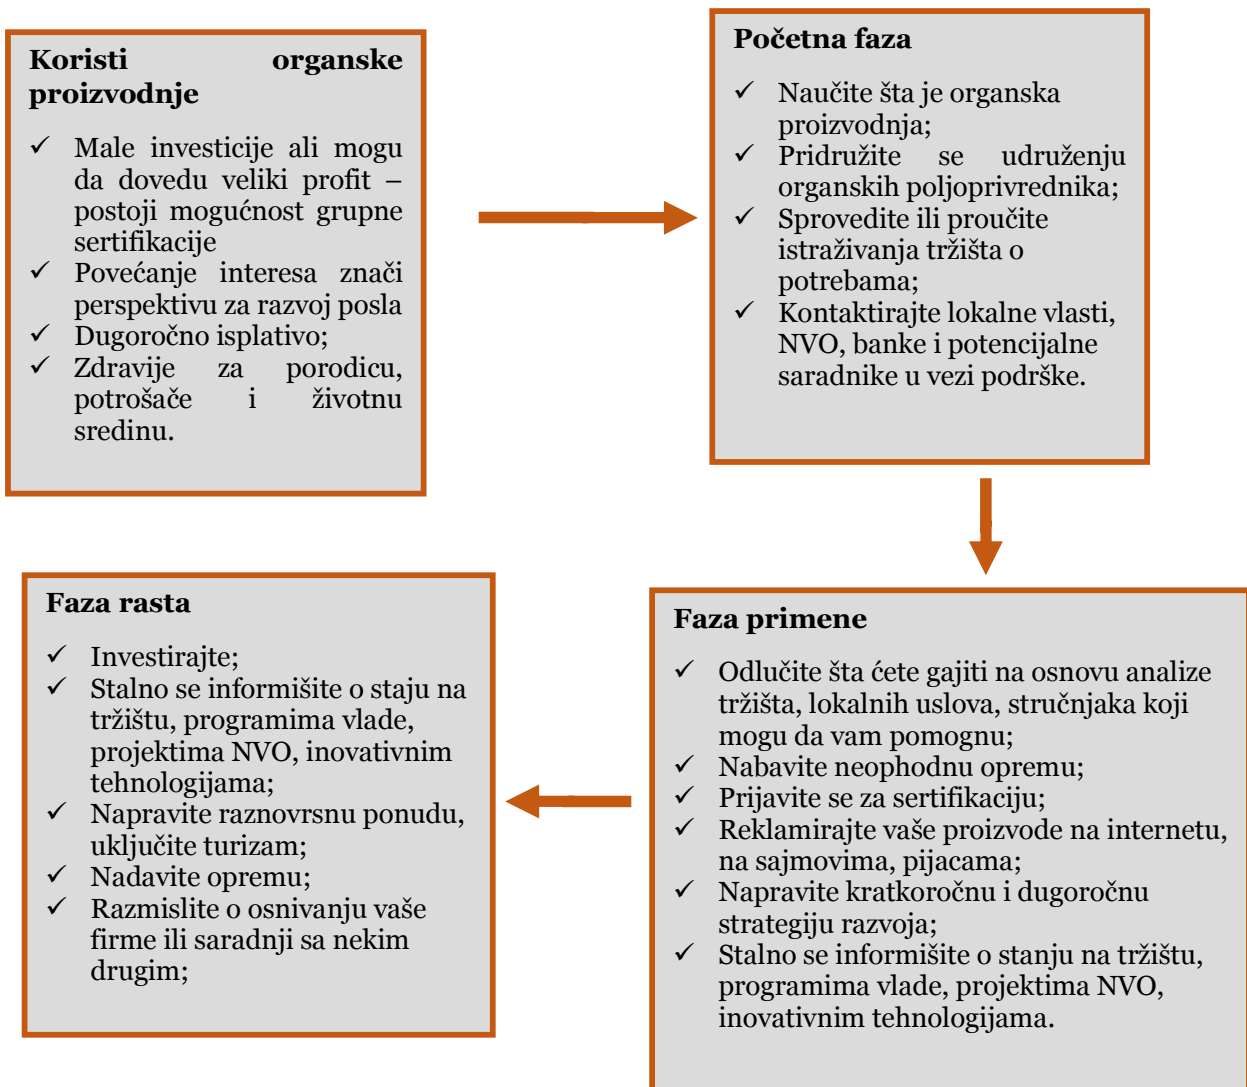 Koristi organske
proizvodnje
✓ Male investicije ali mogu
da dovedu veliki profit –
postoji mogućnost grupne
sertifikacije
✓ Povećanje interesa znači
perspektivu za razvoj posla
✓ Dugoročno isplativo;
✓ Zdravije za porodicu,
potrošače i životnu
sredinu.
Početna faza
✓ Naučite šta je organska
proizvodnja;
✓ Pridružite se udruženju
organskih poljoprivrednika;
✓ Sprovedite ili proučite
istraživanja tržišta o
potrebama;
✓ Kontaktirajte lokalne vlasti,
NVO, banke i potencijalne
saradnike u vezi podrške.
Faza primene
✓ Odlučite šta ćete gajiti na osnovu analize
tržišta, lokalnih uslova, stručnjaka koji
mogu da vam pomognu;
✓ Nabavite neophodnu opremu;
✓ Prijavite se za sertifikaciju;
✓ Reklamirajte vaše proizvode na internetu,
na sajmovima, pijacama;
✓ Napravite kratkoročnu i dugoročnu
strategiju razvoja;
✓ Stalno se informišite o stanju na tržištu,
programima vlade, projektima NVO,
inovativnim tehnologijama.
Faza rasta
✓ Investirajte;
✓ Stalno se informišite o staju na
tržištu, programima vlade,
projektima NVO, inovativnim
tehnologijama;
✓ Napravite raznovrsnu ponudu,
uključite turizam;
✓ Nadavite opremu;
✓ Razmislite o osnivanju vaše
firme ili saradnji sa nekim
drugim;